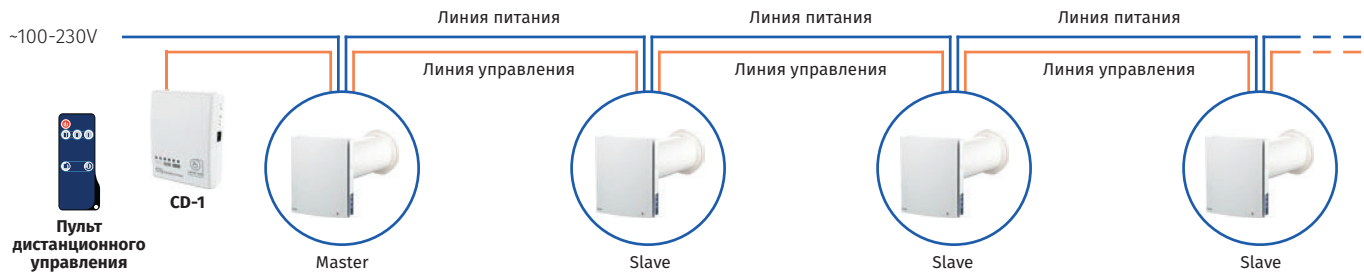 Линия питания
Линия питания
Линия питания
~100-230V
Линия управления
Линия управления
Линия управления
CD-1
Пульт
дистанционного
управления
Master
Slave
Slave
Slave